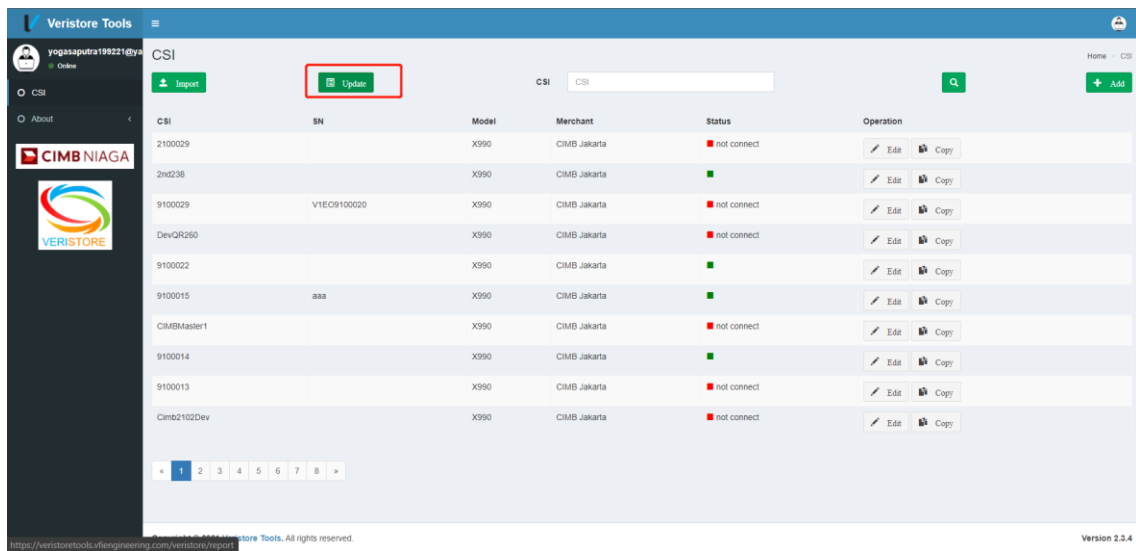 Veristore Tools
yogasaputra199221@ya
Online
CSI
About
CIMB NIAGA
VERISTORE
CSI
Home > CSI
Import
Update
CSI
CSI
Add
CSI SN Model Merchant Status Operation
2100029 X990 CIMB Jakarta not connect Edit Copy
2nd238 X990 CIMB Jakarta Edit Copy
9100029 V1EO9100020 X990 CIMB Jakarta not connect Edit Copy
DevQR260 X990 CIMB Jakarta not connect Edit Copy
9100022 X990 CIMB Jakarta Edit Copy
9100015 aaa X990 CIMB Jakarta Edit Copy
CIMBMaster1 X990 CIMB Jakarta not connect Edit Copy
9100014 X990 CIMB Jakarta Edit Copy
9100013 X990 CIMB Jakarta not connect Edit Copy
Cimb2102Dev X990 CIMB Jakarta not connect Edit Copy
« 1 2 3 4 5 6 7 8 »
store Tools. All rights reserved.
Version 2.3.4
https://veristoretools.vfiengineering.com/veristore/report